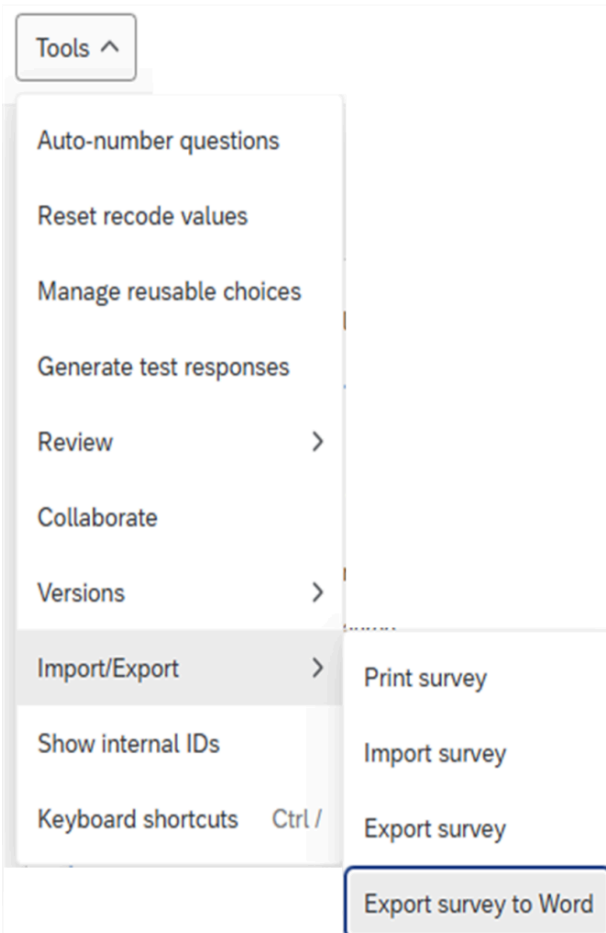 Tools
Auto-number questions
Reset recode values
Manage reusable choices
Generate test responses
Review
Collaborate
Versions
Import/Export
Show internal IDs
Keyboard shortcuts Ctrl /
Print survey
Import survey
Export survey
Export survey to Word